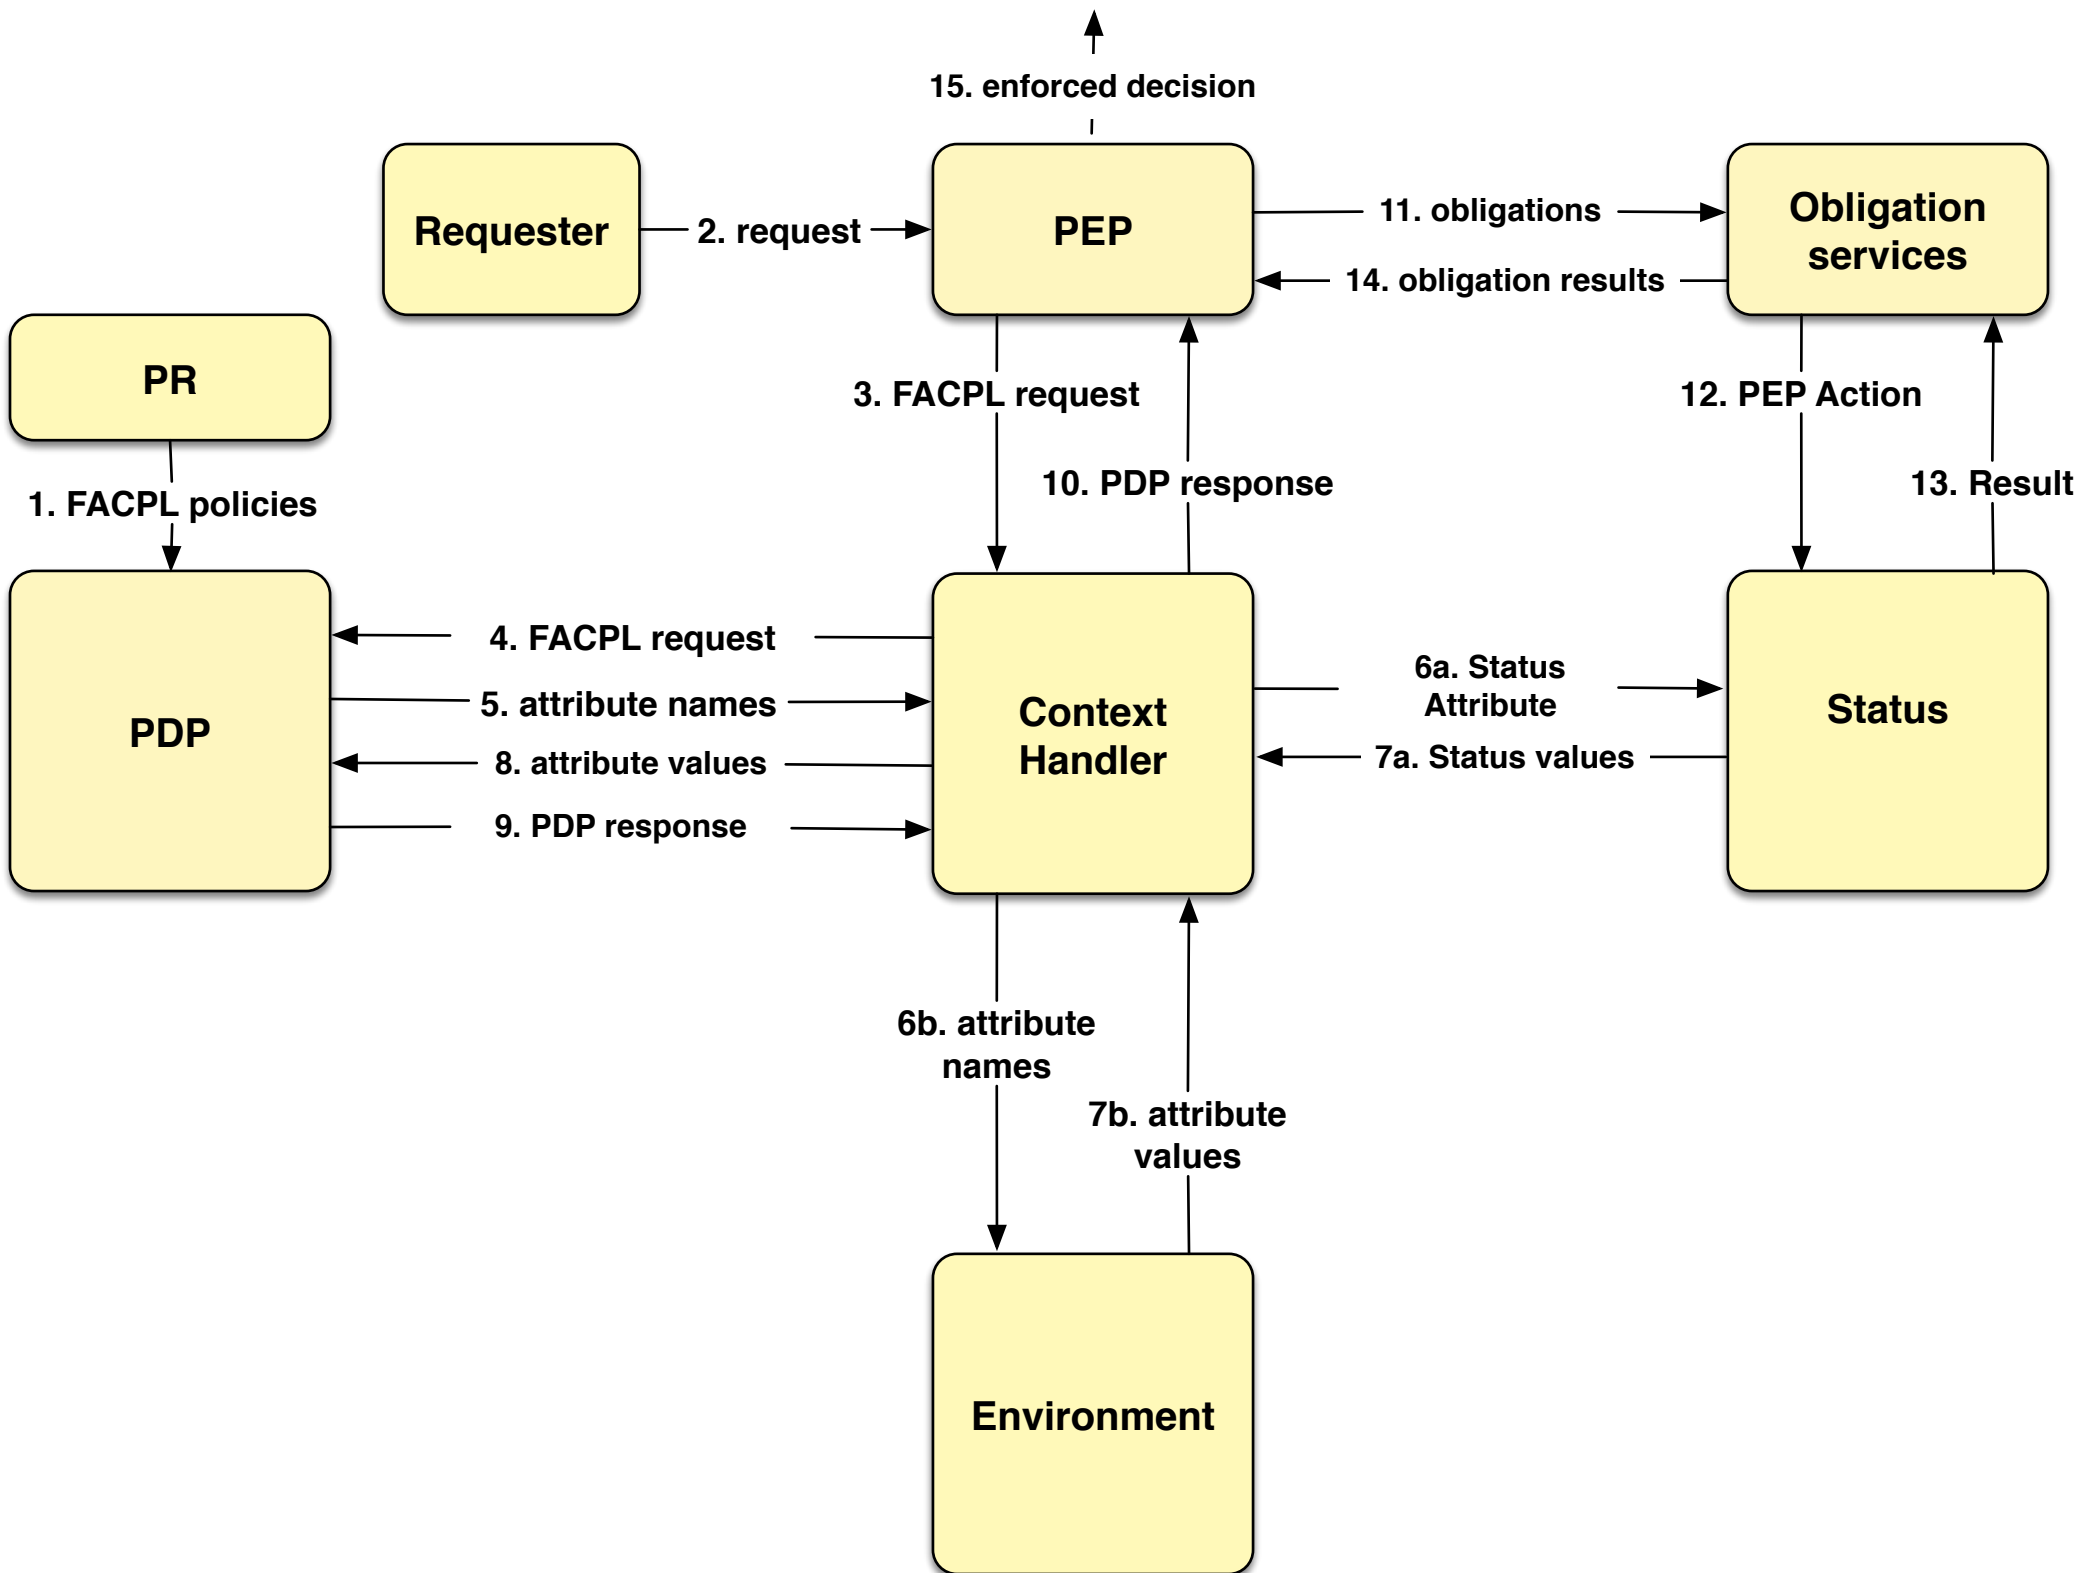 15. enforced decision
Requester
2. request
PEP
11. obligations
14. obligation results
Obligation
services
PR
3. FACPL request
12. PEP Action
10. PDP response
13. Result
1. FACPL policies
PDP
4. FACPL request
5. attribute names
8. attribute values
9. PDP response
Context
Handler
6a. Status
Attribute
7a. Status values
Status
6b. attribute
names
7b. attribute
values
Environment